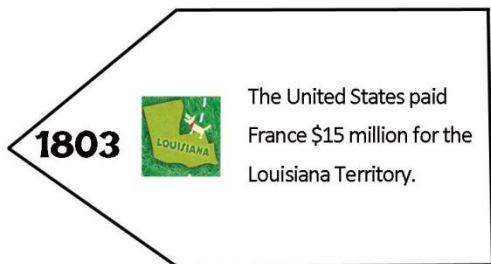 1803
LOUISIANA
The United States paid
France $15 million for the
Louisiana Territory.